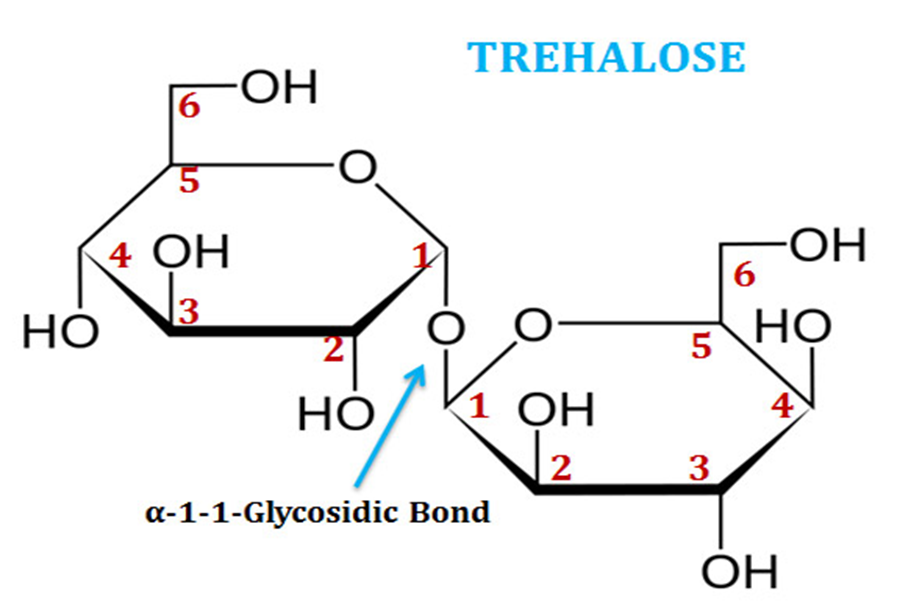 TREHALOSE
OH
6
5
O
4
OH
1
3
HO
2
HO
O
O
OH
6
5
HO
1
OH
4
2
3
OH
α-1-1-Glycosidic Bond